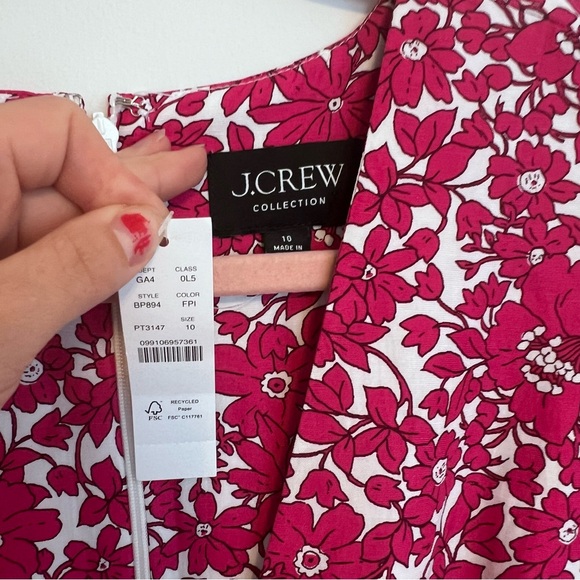 J.CREW
COLLECTION
10
MADE IN
DEPT CLASS
GA4 0L5
STYLE COLOR
BP894 FPI
SIZE
PT3147 10
099106957361
FSC
RECYCLED
Paper
FSC® C117761